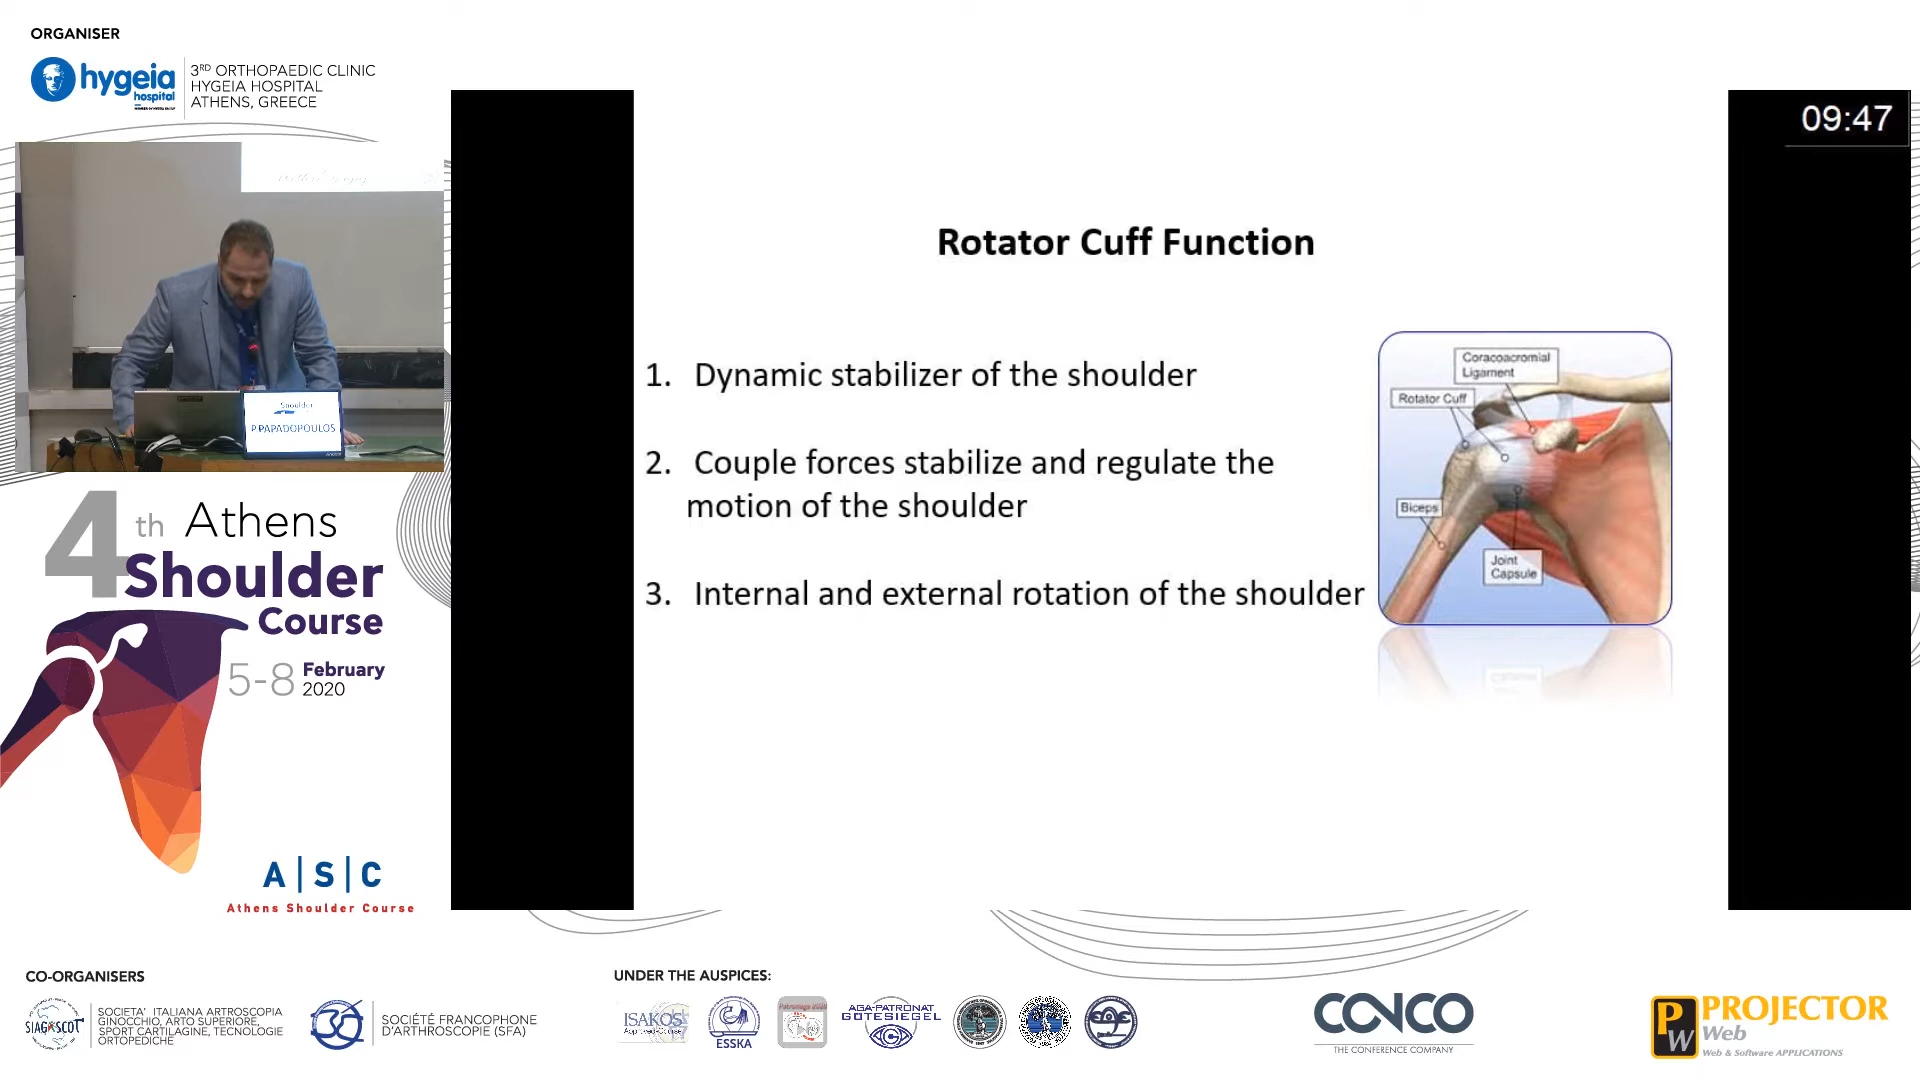 ORGANISER
hygeia
hospital
3RD ORTHOPAEDIC CLINIC
HYGEIA HOSPITAL
ATHENS, GREECE
09:47
Rotator Cuff Function
1. Dynamic stabilizer of the shoulder
2. Couple forces stabilize and regulate the
motion of the shoulder
3. Internal and external rotation of the shoulder
Coracoacromial
Ligament
Rotator Cuff
Biceps
Joint
Capsule
Shoulder
P.PAPADOPOULOS
4th Athens
Shoulder
Course
5-8 February
2020
A|S|C
Athens Shoulder Course
CO-ORGANISERS
SIAGASCOT
SOCIETA' ITALIANA ARTROSCOPIA
GINOCCHIO, ARTO SUPERIORE,
SPORT CARTILAGINE, TECNOLOGIE
ORTOPEDICHE
SOCIÉTÉ FRANCOPHONE
D'ARTHROSCOPIE (SFA)
UNDER THE AUSPICES:
ISAKOS
ESSKA
Patronage 2020
AGA-PATRONAT
GÜTESIEGEL
CONCO
THE CONFERENCE COMPANY
PW PROJECTOR
Web
Web & Software APPLICATIONS